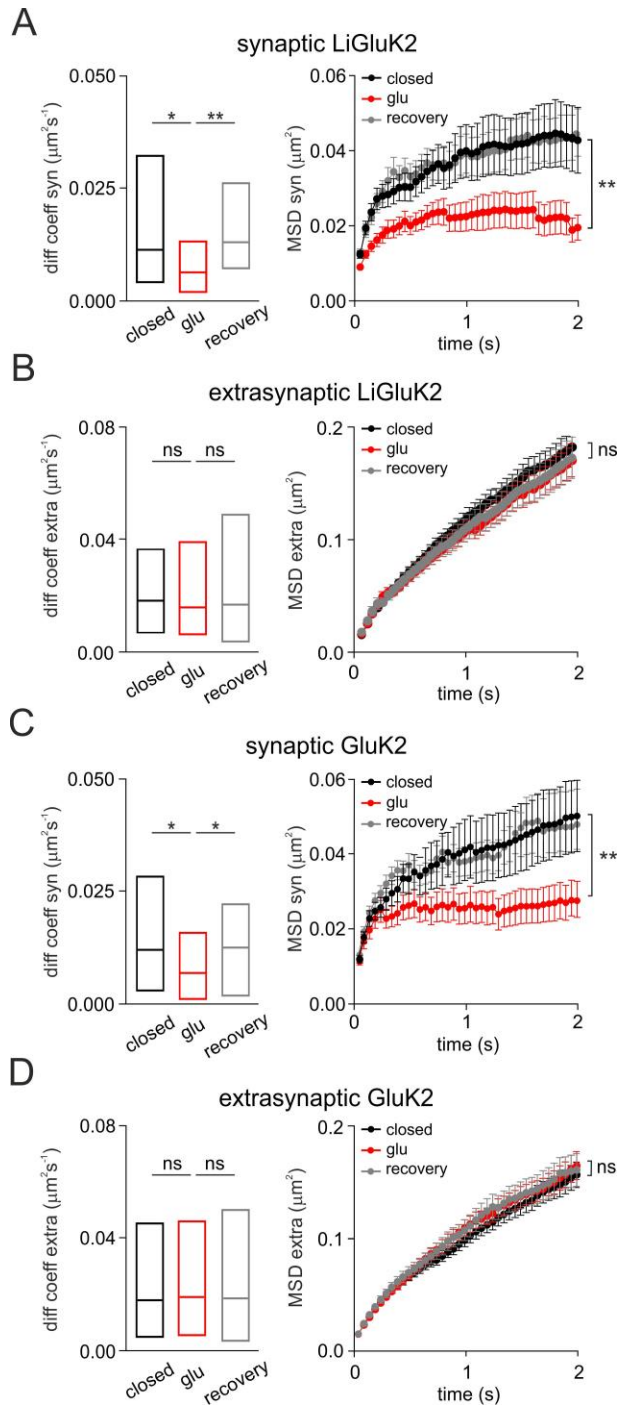 A
synaptic LiGluK2
diff coeff syn (μm²s⁻¹)
0.050
0.025
0.000
* **
closed glu recovery
MSD syn (μm²)
0.06
0.04
0.02
0.00
closed
glu
recovery
**
0 1 2
time (s)
B
extrasynaptic LiGluK2
diff coeff extra (μm²s⁻¹)
0.08
0.04
0.00
ns ns
closed glu recovery
MSD extra (μm²)
0.2
0.1
0.0
closed
glu
recovery
ns
0 1 2
time (s)
C
synaptic GluK2
diff coeff syn (μm²s⁻¹)
0.050
0.025
0.000
* *
closed glu recovery
MSD syn (μm²)
0.06
0.04
0.02
0.00
closed
glu
recovery
**
0 1 2
time (s)
D
extrasynaptic GluK2
diff coeff extra (μm²s⁻¹)
0.08
0.04
0.00
ns ns
closed glu recovery
MSD extra (μm²)
0.2
0.1
0.0
closed
glu
recovery
ns
0 1 2
time (s)